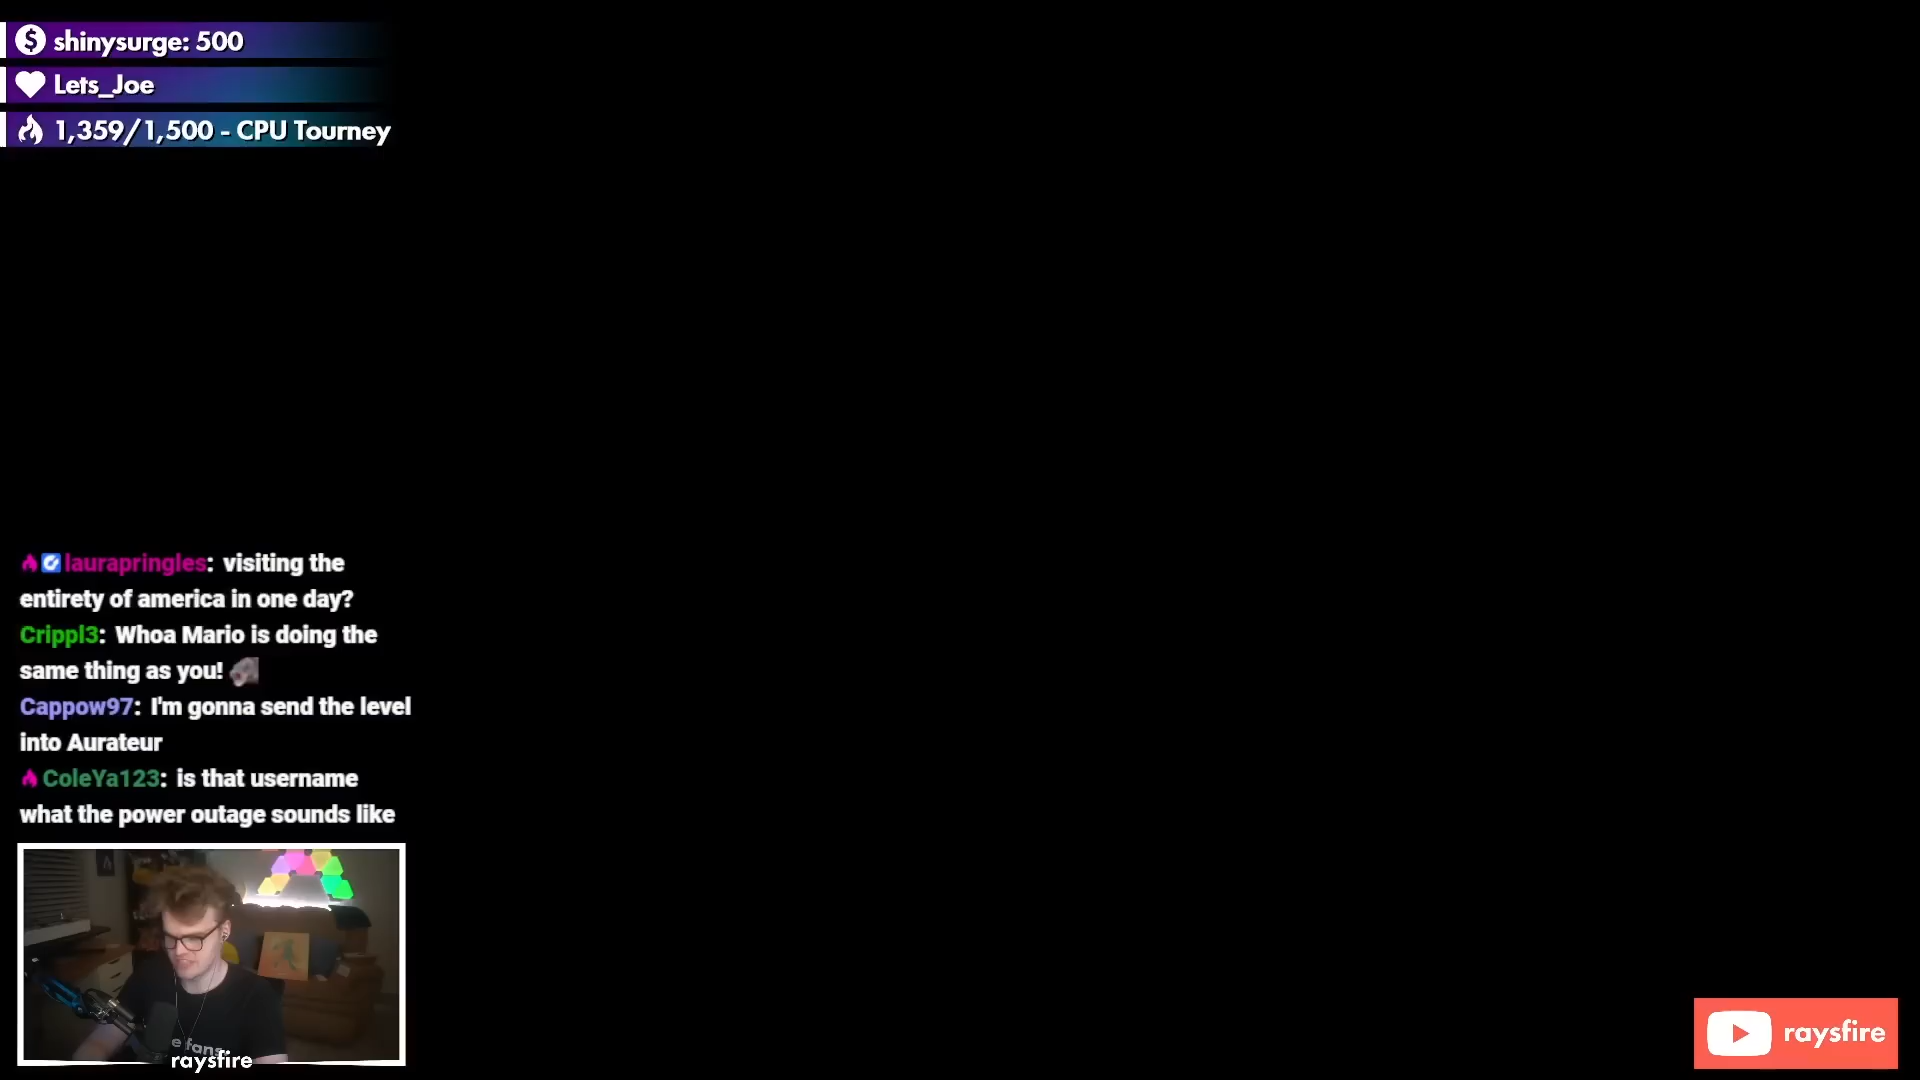 shinysurge: 500
Lets_Joe
1,359/1,500 - CPU Tourney
laurapringles: visiting the
entirety of america in one day?
Crippl3: Whoa Mario is doing the
same thing as you!
Cappow97: I'm gonna send the level
into Aurateur
ColeYa123: is that username
what the power outage sounds like
e fans
raysfire
raysfire